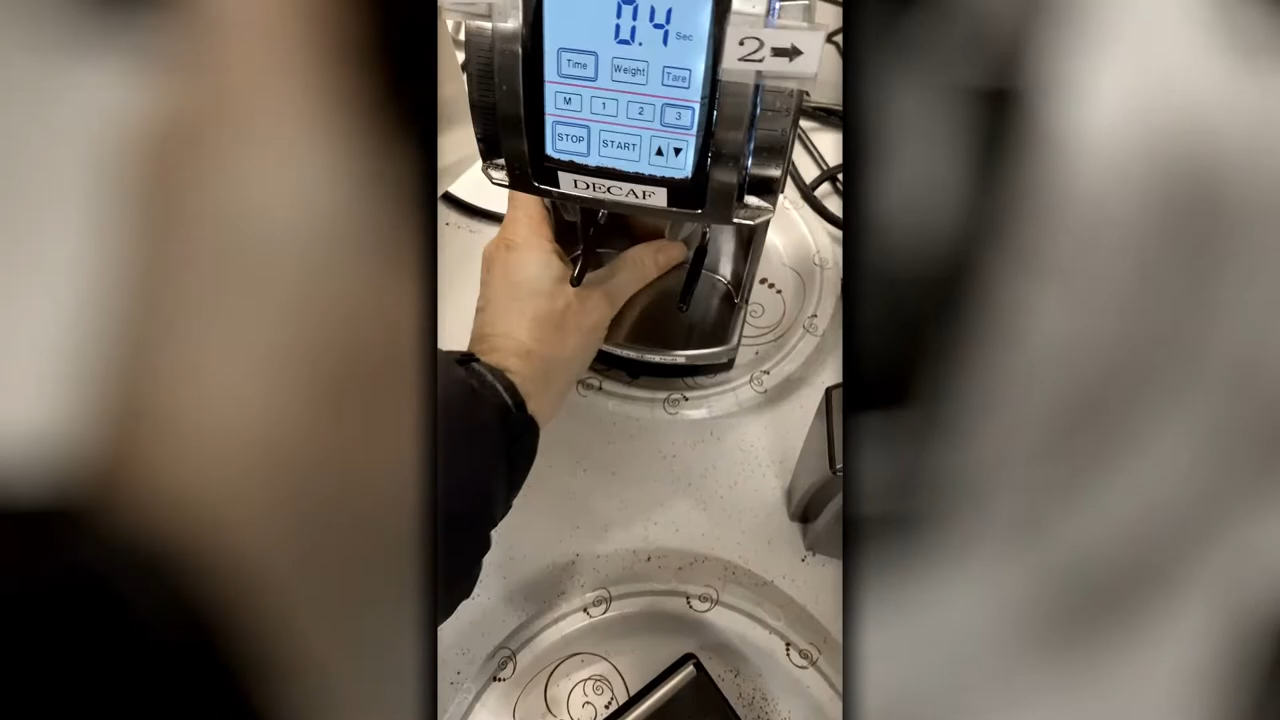 0.4 Sec
2→
Time Weight Tare
M 1 2 3
STOP START ▲▼
DECAF